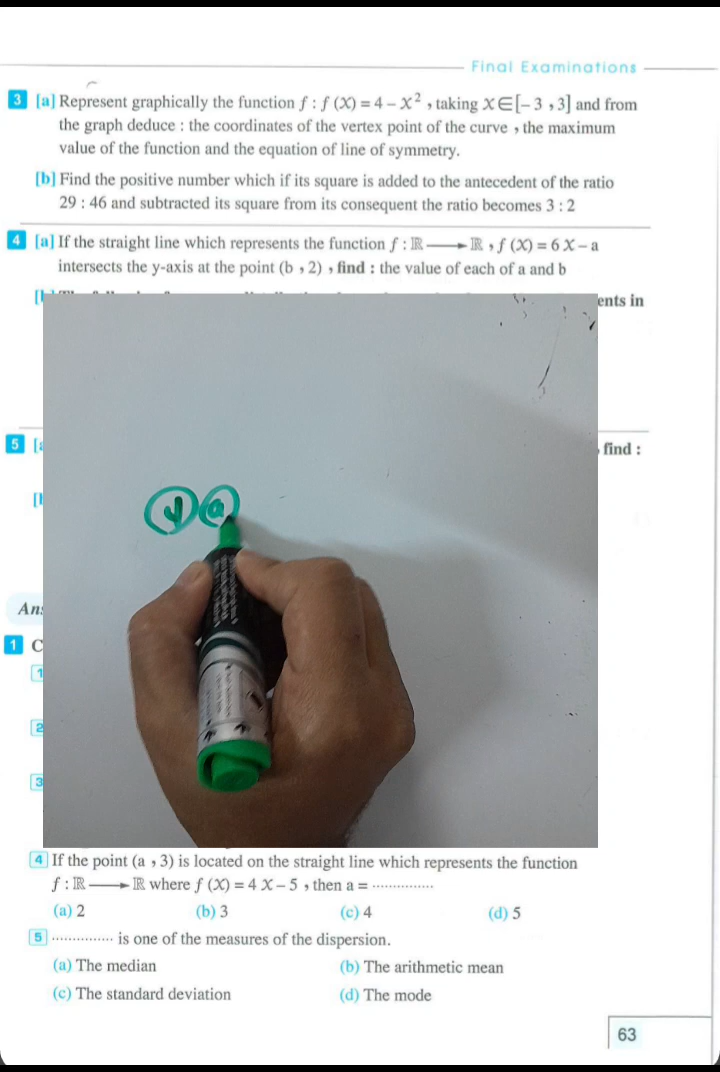 Final Examinations
3 [a] Represent graphically the function f : f (X) = 4 – X² , taking X ∈ [– 3 , 3] and from
the graph deduce : the coordinates of the vertex point of the curve , the maximum
value of the function and the equation of line of symmetry.
[b] Find the positive number which if its square is added to the antecedent of the ratio
29 : 46 and subtracted its square from its consequent the ratio becomes 3 : 2
4 [a] If the straight line which represents the function f : ℝ ⟶ ℝ , f (X) = 6 X – a
intersects the y-axis at the point (b , 2) , find : the value of each of a and b
in
5 find :
a
1
1
2
3
4 If the point (a , 3) is located on the straight line which represents the function
f : ℝ ⟶ ℝ where f (X) = 4 X – 5 , then a = ...............
(a) 2 (b) 3 (c) 4 (d) 5
5 ............... is one of the measures of the dispersion.
(a) The median (b) The arithmetic mean
(c) The standard deviation (d) The mode
63